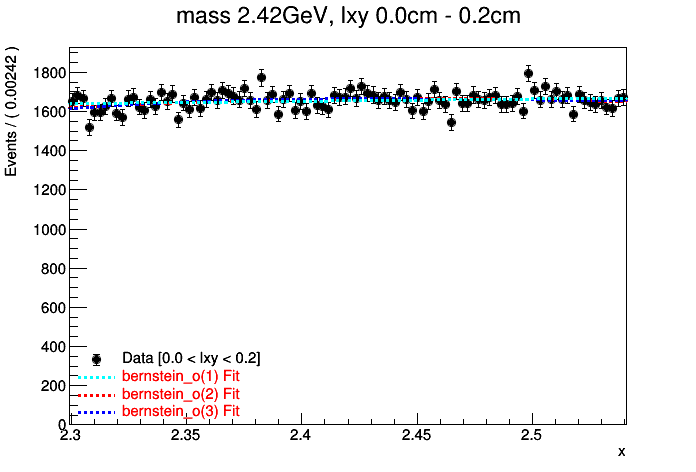 mass 2.42GeV, lxy 0.0cm - 0.2cm
Events / ( 0.00242 )
1800
1600
1400
1200
1000
800
600
400
200
0
Data [0.0 < lxy < 0.2]
bernstein_o(1) Fit
bernstein_o(2) Fit
bernstein_o(3) Fit
2.3 2.35 2.4 2.45 2.5
x